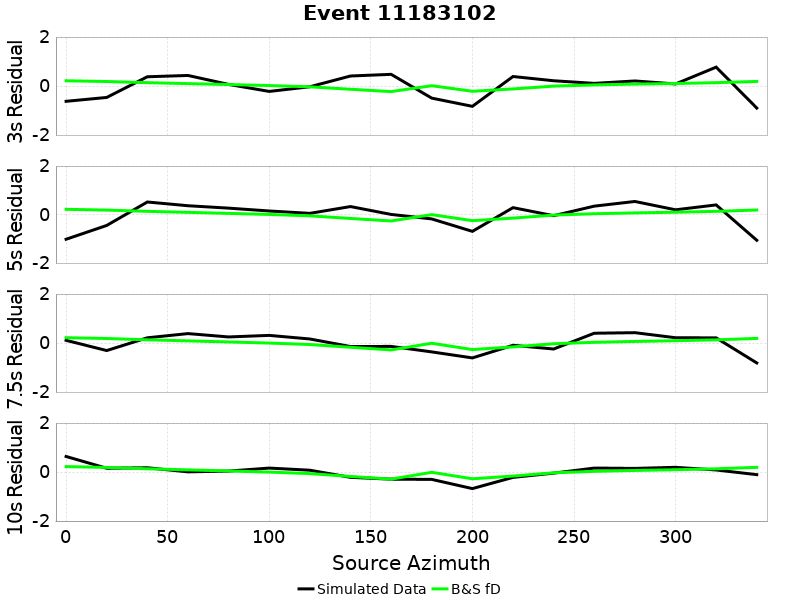 Event 11183102
3s Residual
2
0
-2
5s Residual
2
0
-2
7.5s Residual
2
0
-2
10s Residual
2
0
-2
0 50 100 150 200 250 300
Source Azimuth
Simulated Data B&S fD